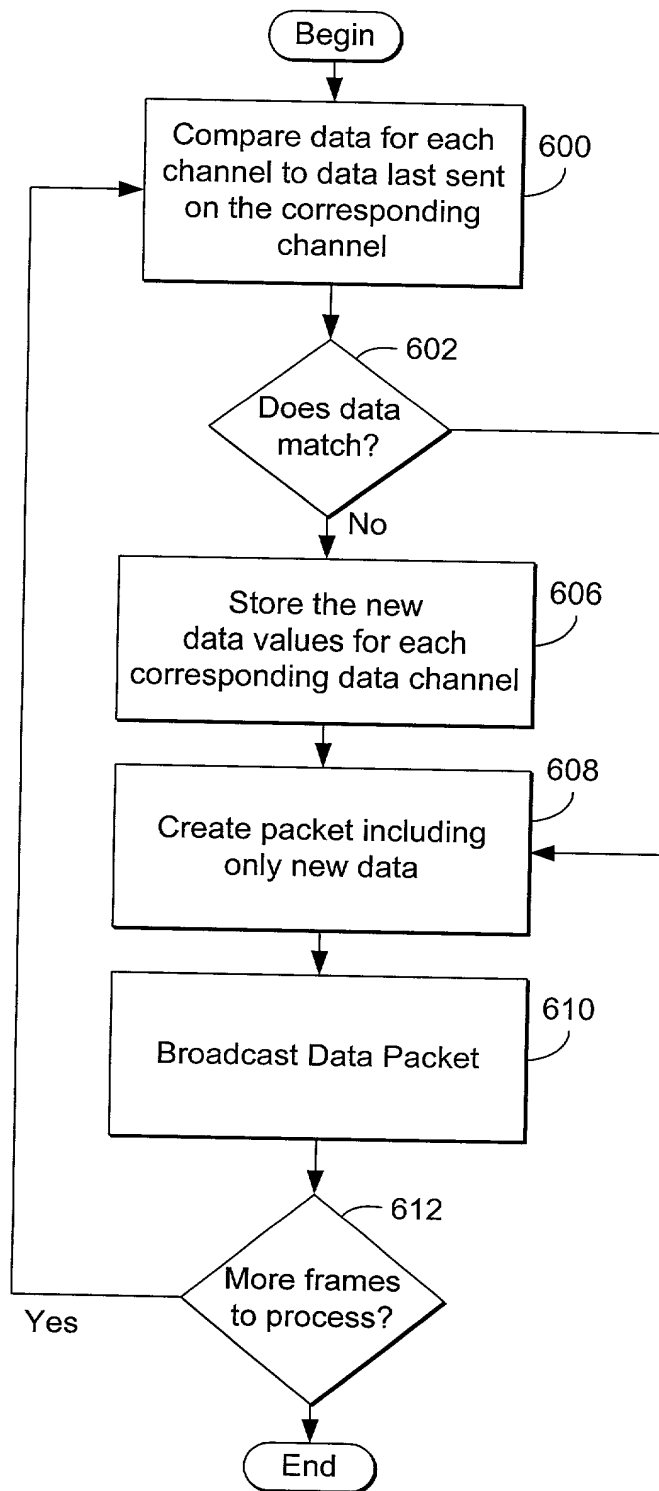 Begin
Compare data for each
channel to data last sent
on the corresponding
channel
600
602
Does data
match?
No
Store the new
data values for each
corresponding data channel
606
608
Create packet including
only new data
610
Broadcast Data Packet
612
More frames
to process?
Yes
End